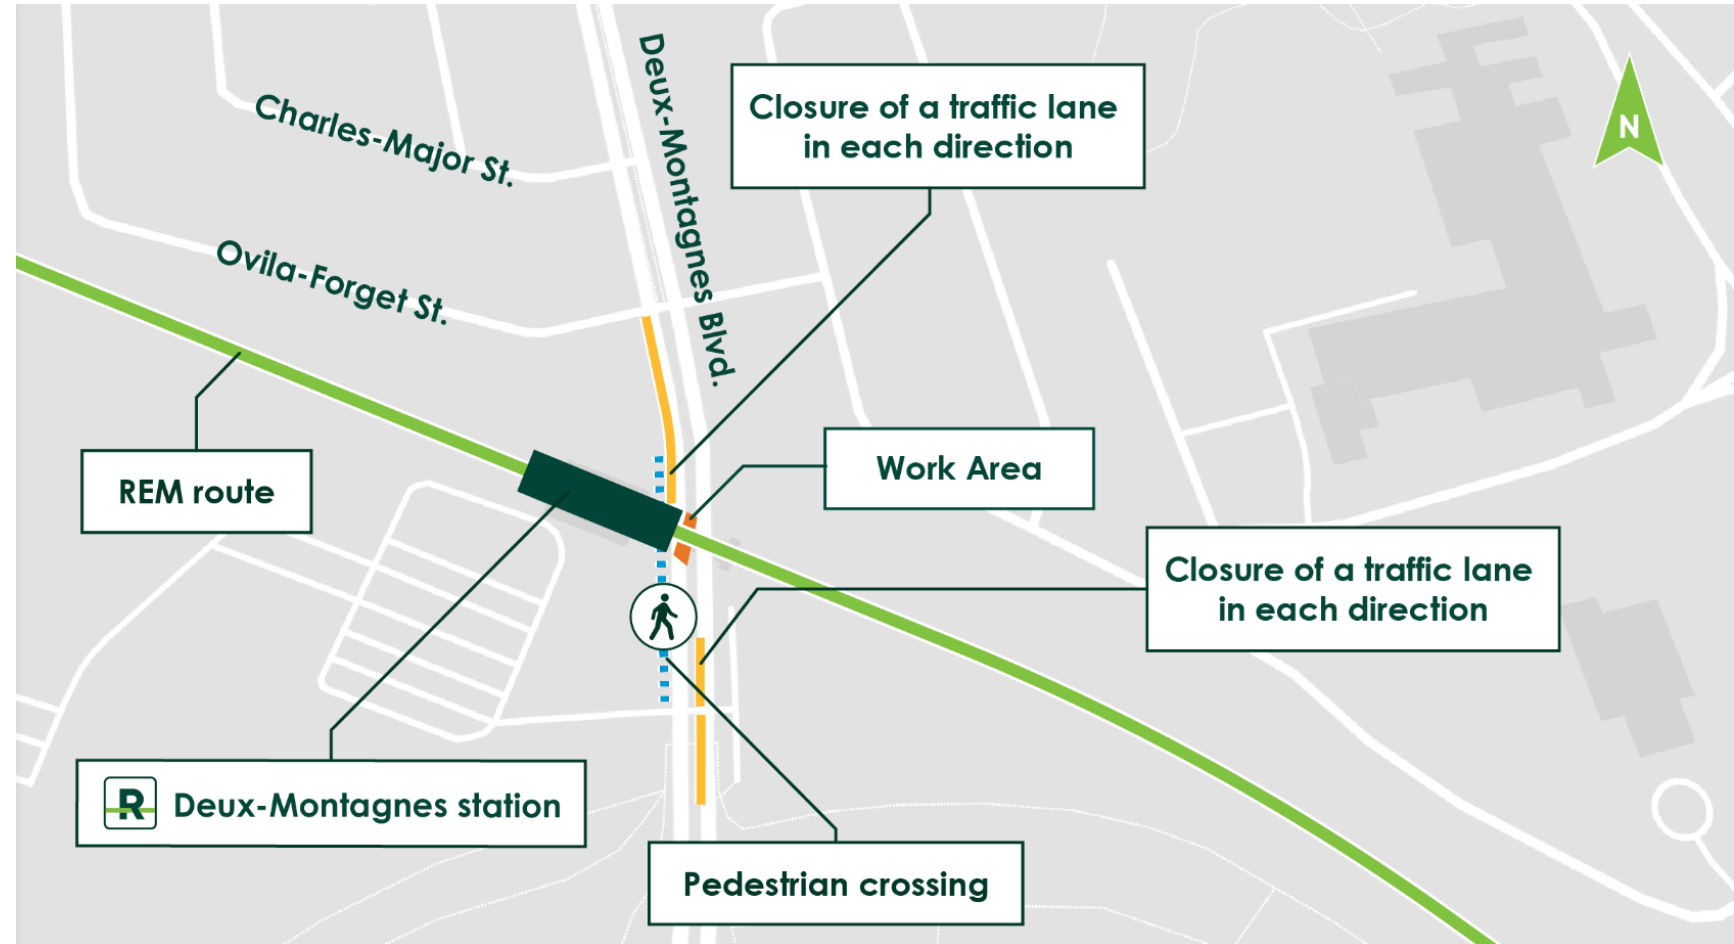 Charles-Major St.
Deux-Montagnes Blvd.
Closure of a traffic lane
in each direction
N
Ovila-Forget St.
REM route
Work Area
Closure of a traffic lane
in each direction
R Deux-Montagnes station
Pedestrian crossing